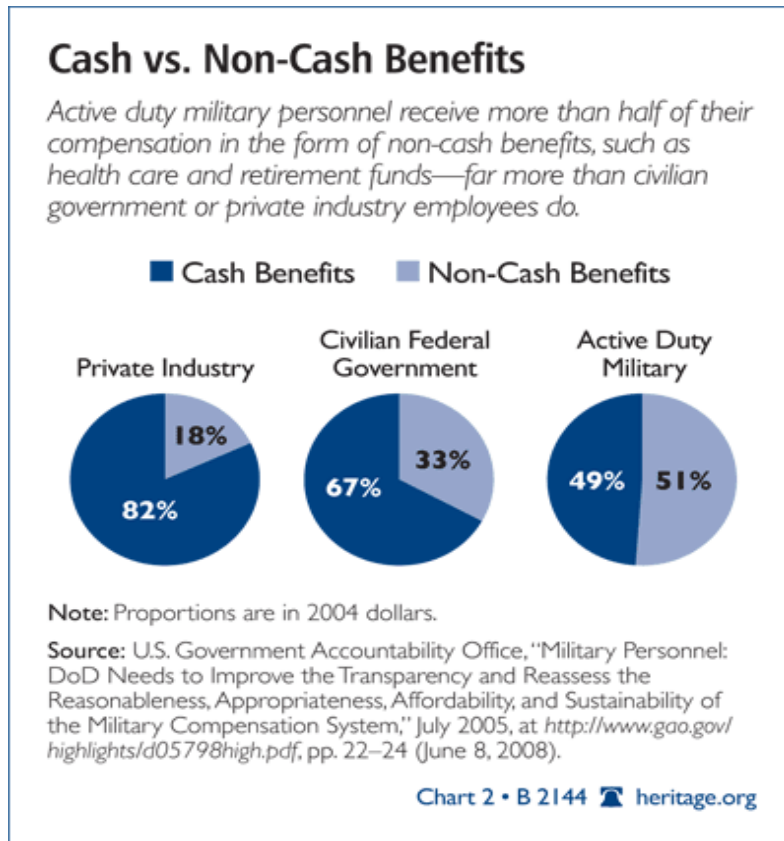 Cash vs. Non-Cash Benefits
Active duty military personnel receive more than half of their
compensation in the form of non-cash benefits, such as
health care and retirement funds—far more than civilian
government or private industry employees do.
Cash Benefits Non-Cash Benefits
Private Industry
18%
82%
Civilian Federal
Government
33%
67%
Active Duty
Military
49% 51%
Note: Proportions are in 2004 dollars.
Source: U.S. Government Accountability Office, “Military Personnel:
DoD Needs to Improve the Transparency and Reassess the
Reasonableness, Appropriateness, Affordability, and Sustainability of
the Military Compensation System,” July 2005, at http://www.gao.gov/
highlights/d05798high.pdf, pp. 22–24 (June 8, 2008).
Chart 2 • B 2144 heritage.org